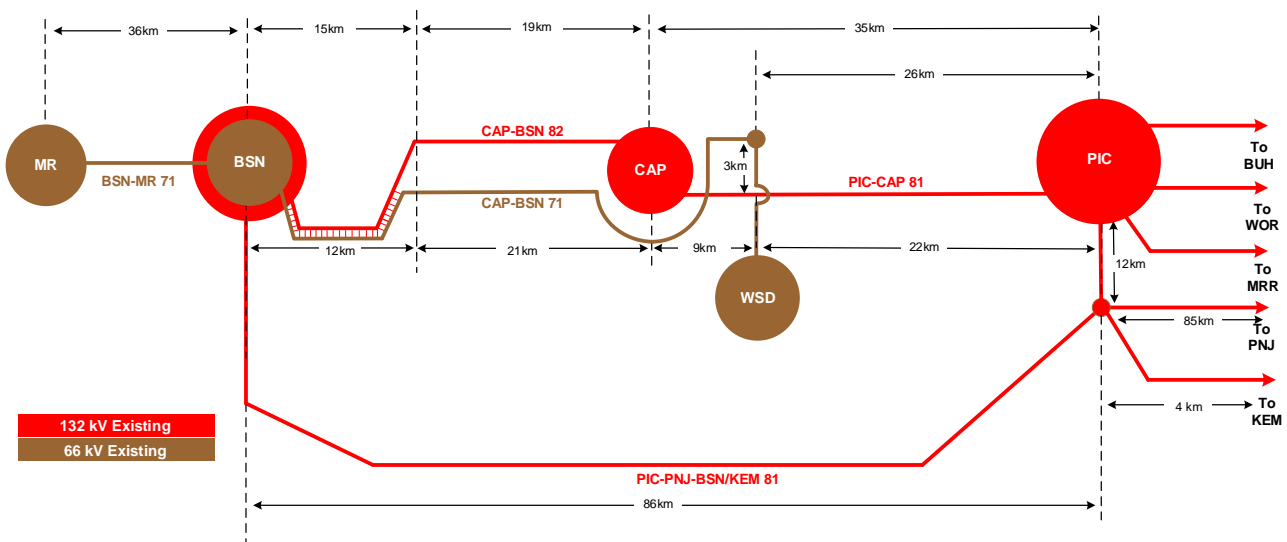 36km
15km
19km
35km
26km
MR
BSN
CAP
PIC
WSD
CAP-BSN 82
BSN-MR 71
CAP-BSN 71
3km
PIC-CAP 81
12km
21km
9km
22km
12km
To
BUH
To
WOR
To
MRR
85km
To
PNJ
4 km
To
KEM
132 kV Existing
66 kV Existing
PIC-PNJ-BSN/KEM 81
86km